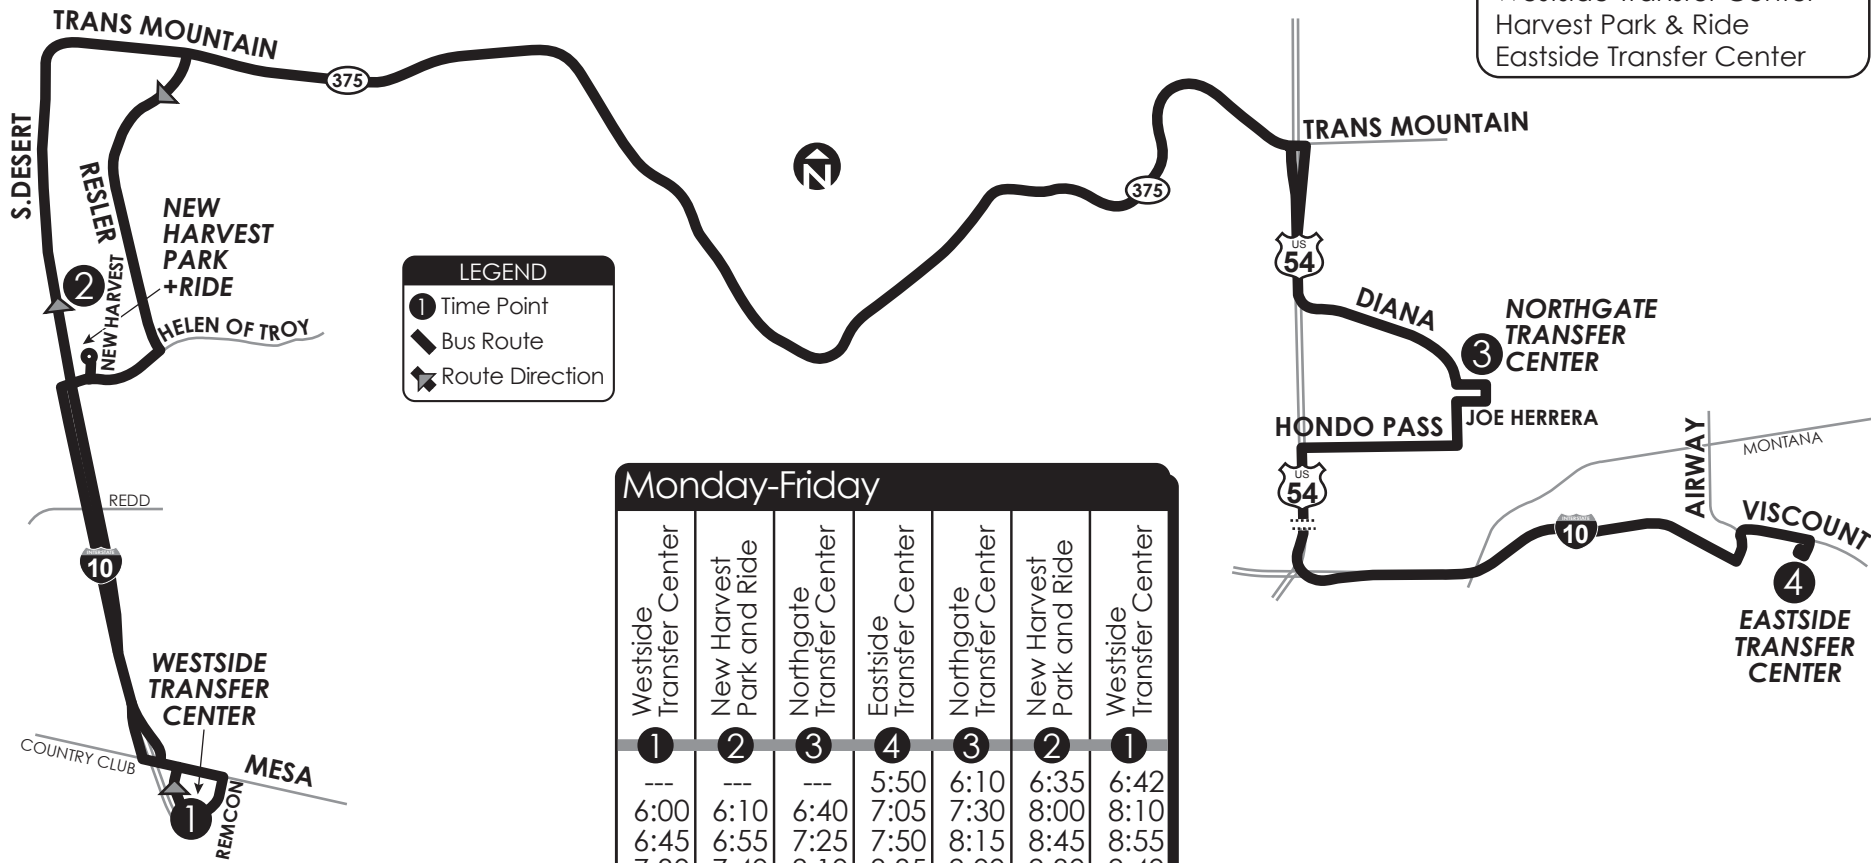 Harvest Park & Ride
Eastside Transfer Center
TRANS MOUNTAIN
375
S.DESERT
RESLER
NEW
HARVEST
PARK
+RIDE
2
NEW HARVEST
HELEN OF TROY
REDD
INTERSTATE
10
WESTSIDE
TRANSFER
CENTER
COUNTRY CLUB
MESA
1
REMCON
N
LEGEND
1 Time Point
Bus Route
Route Direction
375
TRANS MOUNTAIN
US
54
DIANA
NORTHGATE
TRANSFER
CENTER
3
JOE HERRERA
HONDO PASS
US
54
AIRWAY
MONTANA
VISCOUNT
INTERSTATE
10
4
EASTSIDE
TRANSFER
CENTER
Monday-Friday
Westside
Transfer Center
New Harvest
Park and Ride
Northgate
Transfer Center
Eastside
Transfer Center
Northgate
Transfer Center
New Harvest
Park and Ride
Westside
Transfer Center
1 2 3 4 3 2 1
--- --- --- 5:50 6:10 6:35 6:42
6:00 6:10 6:40 7:05 7:30 8:00 8:10
6:45 6:55 7:25 7:50 8:15 8:45 8:55